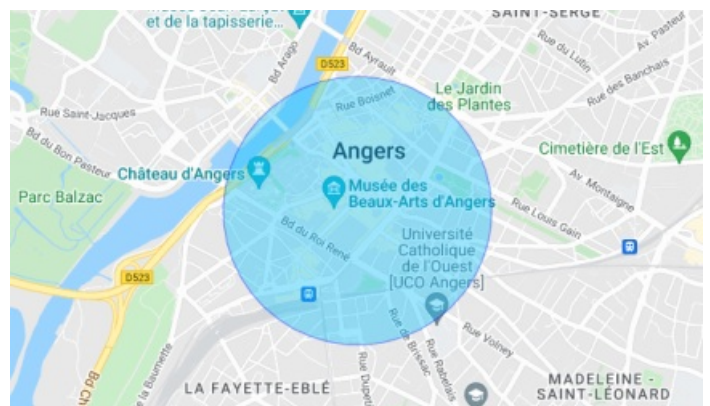 SAINT-SERGE
et de la tapisserie...
Bd Arago
Bd Ayrault
D523
Rue du Lutin
Av. Pasteur
Rue des Banchais
Le Jardin
des Plantes
Rue Boisnet
Rue Saint-Jacques
Bd du Bon Pasteur
Angers
Cimetière de l'Est
Château d'Angers
Parc Balzac
Musée des
Beaux-Arts d'Angers
Av. Montaigne
Rue Louis Gain
Bd du Roi René
Université
Catholique
de l'Ouest
[UCO Angers]
D523
Rue de Brissac
Rue Volney
Rue Rabelais
LA FAYETTE-EBLÉ
MADELEINE -
SAINT-LÉONARD